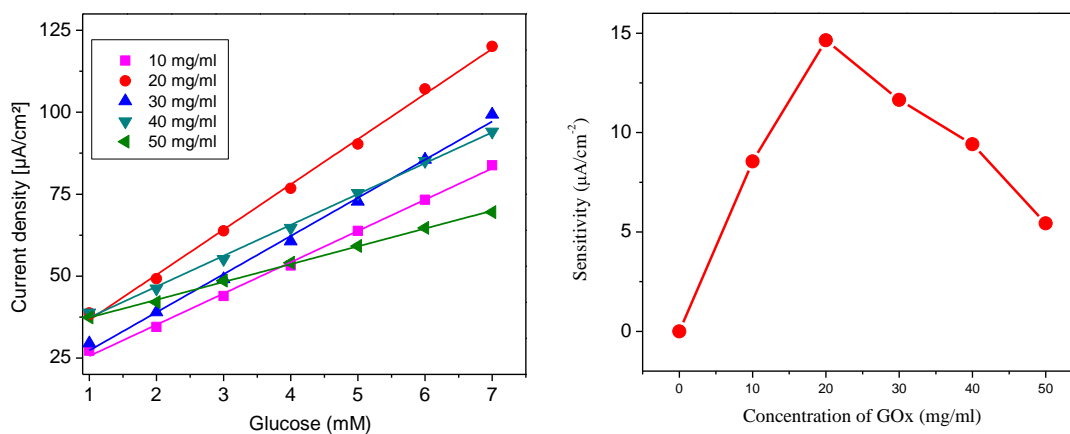 125
100
75
50
25
Current density [µA/cm²]
10 mg/ml
20 mg/ml
30 mg/ml
40 mg/ml
50 mg/ml
1 2 3 4 5 6 7
Glucose (mM)
15
10
5
0
Sensitivity (µA/cm⁻²)
0 10 20 30 40 50
Concentration of GOx (mg/ml)